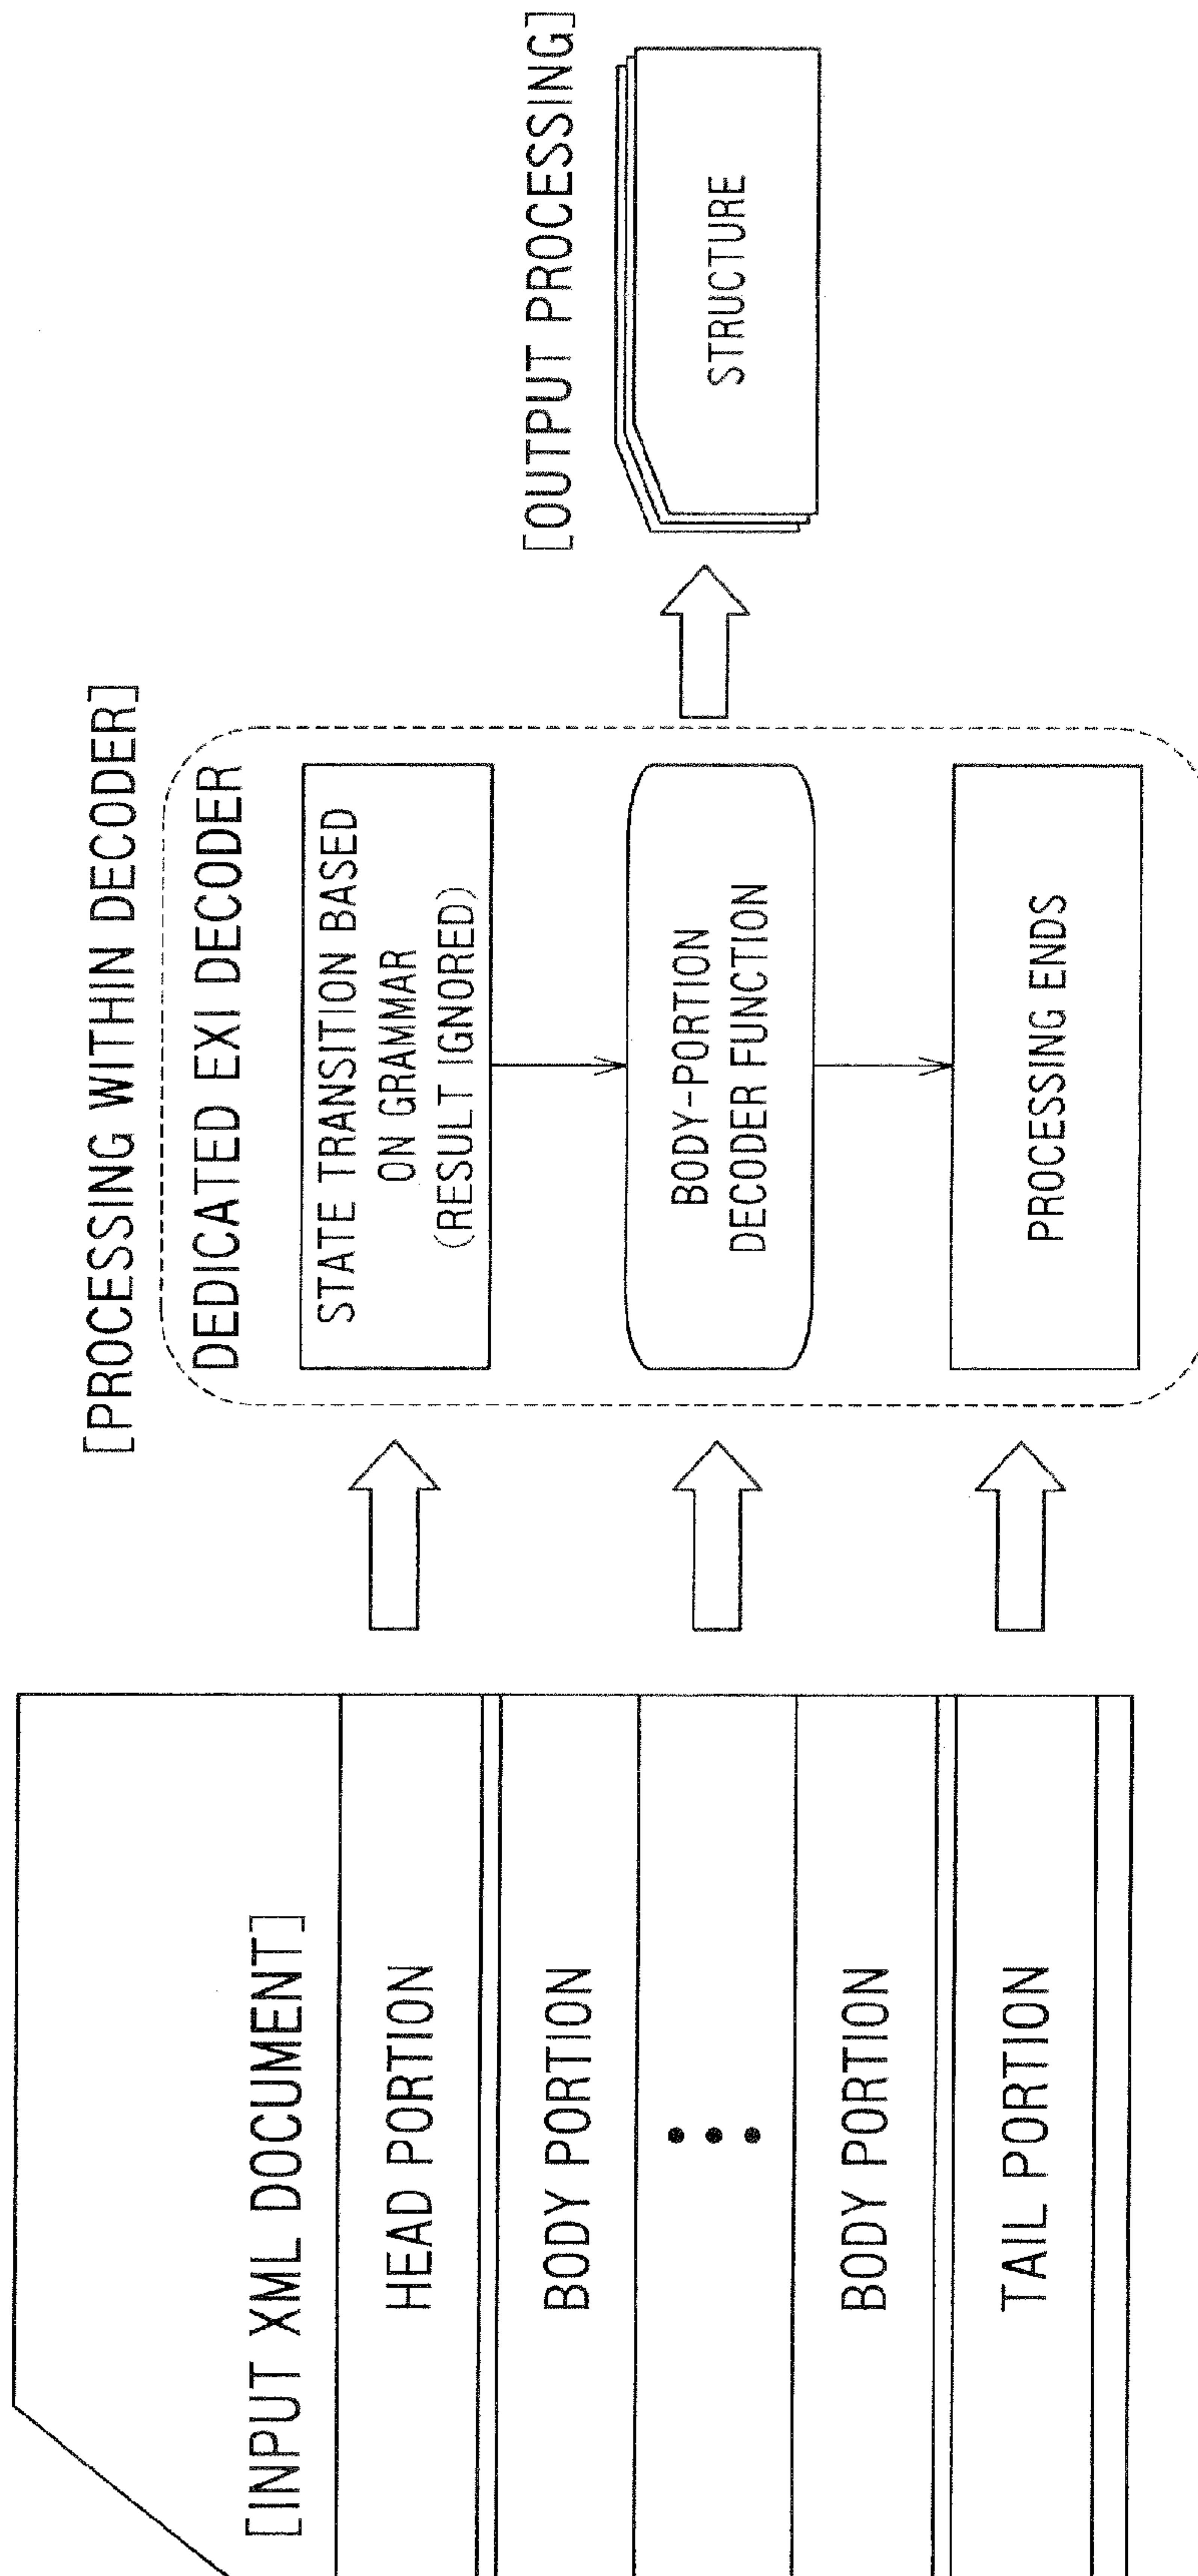 [INPUT XML DOCUMENT]
HEAD PORTION
BODY PORTION
BODY PORTION
TAIL PORTION
[PROCESSING WITHIN DECODER]
DEDICATED EXI DECODER
STATE TRANSITION BASED
ON GRAMMAR
(RESULT IGNORED)
BODY-PORTION
DECODER FUNCTION
PROCESSING ENDS
[OUTPUT PROCESSING]
STRUCTURE